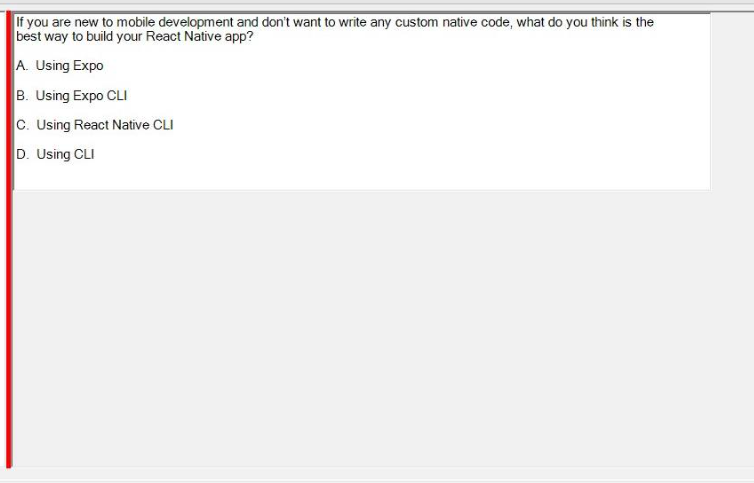 If you are new to mobile development and don't want to write any custom native code, what do you think is the
best way to build your React Native app?
A. Using Expo
B. Using Expo CLI
C. Using React Native CLI
D. Using CLI